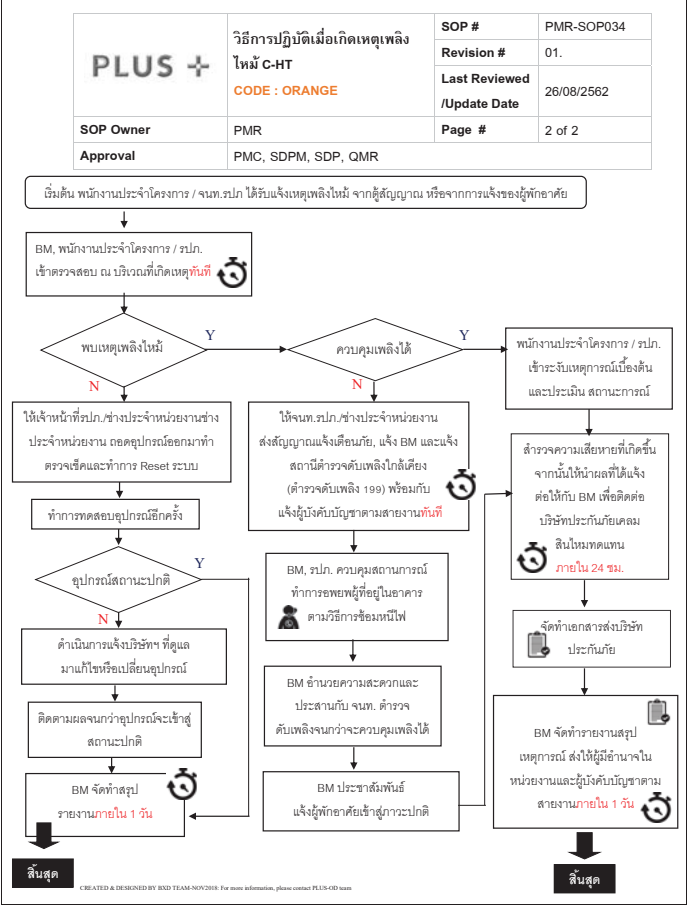 PLUS +
วิธีการปฏิบัติเมื่อเกิดเหตุเพลิง
ไหม้ C-HT
CODE : ORANGE
SOP #
PMR-SOP034
Revision #
01.
Last Reviewed
/Update Date
26/08/2562
SOP Owner
PMR
Page #
2 of 2
Approval
PMC, SDPM, SDP, QMR
เริ่มต้น พนักงานประจำโครงการ / จนท.รปภ ได้รับแจ้งเหตุเพลิงไหม้ จากตู้สัญญาณ หรือจากการแจ้งของผู้พักอาศัย
BM, พนักงานประจำโครงการ / รปภ.
เข้าตรวจสอบ ณ บริเวณที่เกิดเหตุทันที
พบเหตุเพลิงไหม้
Y
N
ควบคุมเพลิงได้
Y
N
พนักงานประจำโครงการ / รปภ.
เข้าระงับเหตุการณ์เบื้องต้น
และประเมิน สถานะการณ์
ให้เจ้าหน้าที่รปภ./ช่างประจำหน่วยงานช่าง
ประจำหน่วยงาน ถอดอุปกรณ์ออกมาทำ
ตรวจเช็คและทำการ Reset ระบบ
ให้จนท.รปภ./ช่างประจำหน่วยงาน
ส่งสัญญาณแจ้งเตือนภัย, แจ้ง BM และแจ้ง
สถานีตำรวจดับเพลิงใกล้เคียง
(ตำรวจดับเพลิง 199) พร้อมกับ
แจ้งผู้บังคับบัญชาตามสายงานทันที
สำรวจความเสียหายที่เกิดขึ้น
จากนั้นให้นำผลที่ได้แจ้ง
ต่อให้กับ BM เพื่อติดต่อ
บริษัทประกันภัยเคลม
สินไหมทดแทน
ภายใน 24 ชม.
ทำการทดสอบอุปกรณ์อีกครั้ง
อุปกรณ์สถานะปกติ
Y
N
BM, รปภ. ควบคุมสถานการณ์
ทำการอพยพผู้ที่อยู่ในอาคาร
ตามวิธีการซ้อมหนีไฟ
จัดทำเอกสารส่งบริษัท
ประกันภัย
ดำเนินการแจ้งบริษัทฯ ที่ดูแล
มาแก้ไขหรือเปลี่ยนอุปกรณ์
BM อำนวยความสะดวกและ
ประสานกับ จนท. ตำรวจ
ดับเพลิงจนกว่าจะควบคุมเพลิงได้
ติดตามผลจนกว่าอุปกรณ์จะเข้าสู่
สถานะปกติ
BM จัดทำรายงานสรุป
เหตุการณ์ ส่งให้ผู้มีอำนาจใน
หน่วยงานและผู้บังคับบัญชาตาม
สายงานภายใน 1 วัน
BM จัดทำสรุป
รายงานภายใน 1 วัน
BM ประชาสัมพันธ์
แจ้งผู้พักอาศัยเข้าสู่ภาวะปกติ
สิ้นสุด
สิ้นสุด
CREATED & DESIGNED BY BXD TEAM-NOV2018: For more information, please contact PLUS-OD team